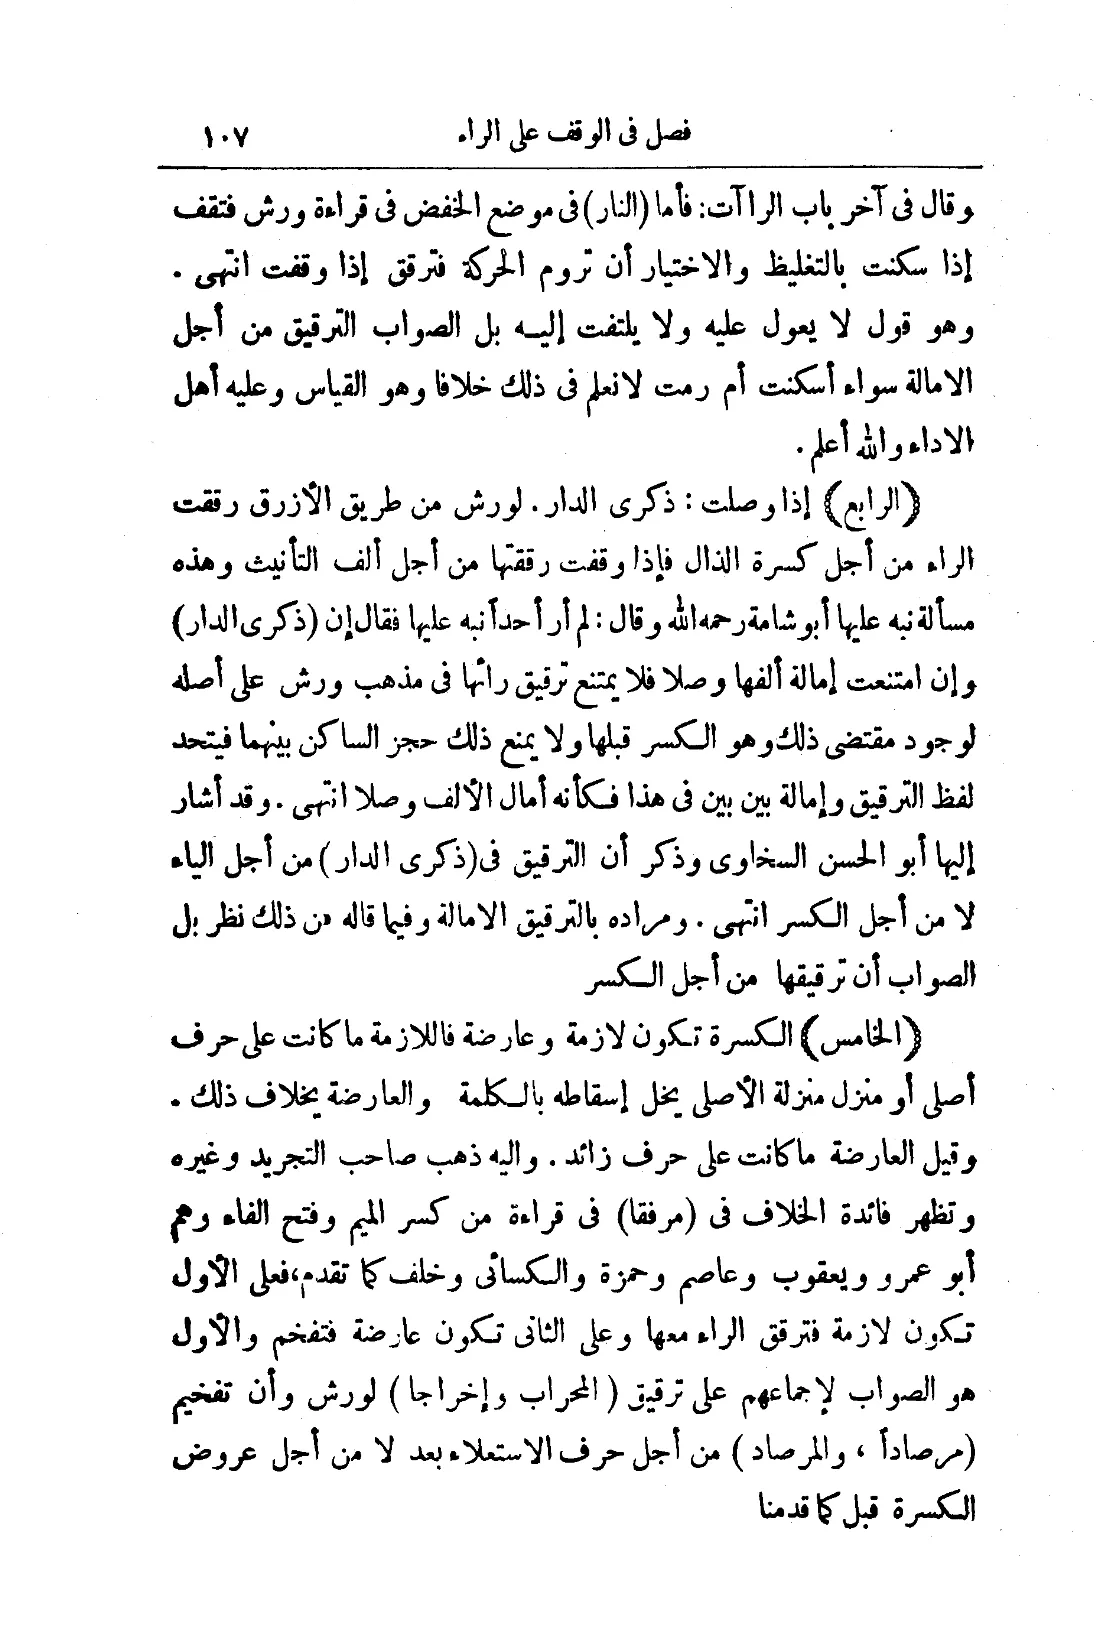 فصل فى الوقف على الراء ١٠٧
وقال فى آخر باب الراآت: فأما (النار)فى موضع الخفض فى قراءة ورش فتقف
إذا سكنت بالتغليظ والاختيار أن تروم الحركة فترقق إذا وقفت انتهى .
وهو قول لا يعول عليه ولا يلتفت إليه بل الصواب الترقيق من أجل
الامالة سواء أسكنت أم رمت لانعلم فى ذلك خلافا وهو القياس وعليه أهل
الاداء والله أعلم .
﴿الرابع﴾ إذا وصلت : ذكرى الدار . لورش من طريق الأزرق رققت
الراء من أجل كسرة الذال فإذا وقفت رققتها من أجل ألف التأنيث وهذه
مسألة نبه عليها أبو شامة رحمه الله وقال : لم أر أحداً نبه عليها فقال إن (ذكرى الدار)
وإن امتنعت إمالة ألفها وصلا فلا يمتنع ترقيق رائها فى مذهب ورش على أصله
لوجود مقتضى ذلك وهو الكسر قبلها ولا يمنع ذلك حجز الساكن بينهما فيتحد
لفظ الترقيق وإمالة بين بين فى هذا فكأنه أمال الألف وصلا انتهى . وقد أشار
إليها أبو الحسن السخاوى وذكر أن الترقيق فى(ذكرى الدار) من أجل الياء
لا من أجل الكسر انتهى . ومراده بالترقيق الامالة وفيما قاله من ذلك نظر بل
الصواب أن ترقيقها من أجل الكسر
﴿الخامس﴾ الكسرة تكون لازمة وعارضة فاللازمة ما كانت على حرف
أصلى أو منزل منزلة الأصلى يخل إسقاطه بالكلمة والعارضة بخلاف ذلك .
وقيل العارضة ما كانت على حرف زائد . واليه ذهب صاحب التجريد وغيره
وتظهر فائدة الخلاف فى (مرفقا) فى قراءة من كسر الميم وفتح الفاء وهم
أبو عمرو ويعقوب وعاصم وحمزة والكسائى وخلف كما تقدم،فعلى الأول
تكون لازمة فترقق الراء معها وعلى الثانى تكون عارضة فتفخم والأول
هو الصواب لإجماعهم على ترقيق (المحراب وإخراجا) لورش وأن تفخيم
(مرصاداً ، والمرصاد) من أجل حرف الاستعلاء بعد لا من أجل عروض
الكسرة قبل كما قدمنا